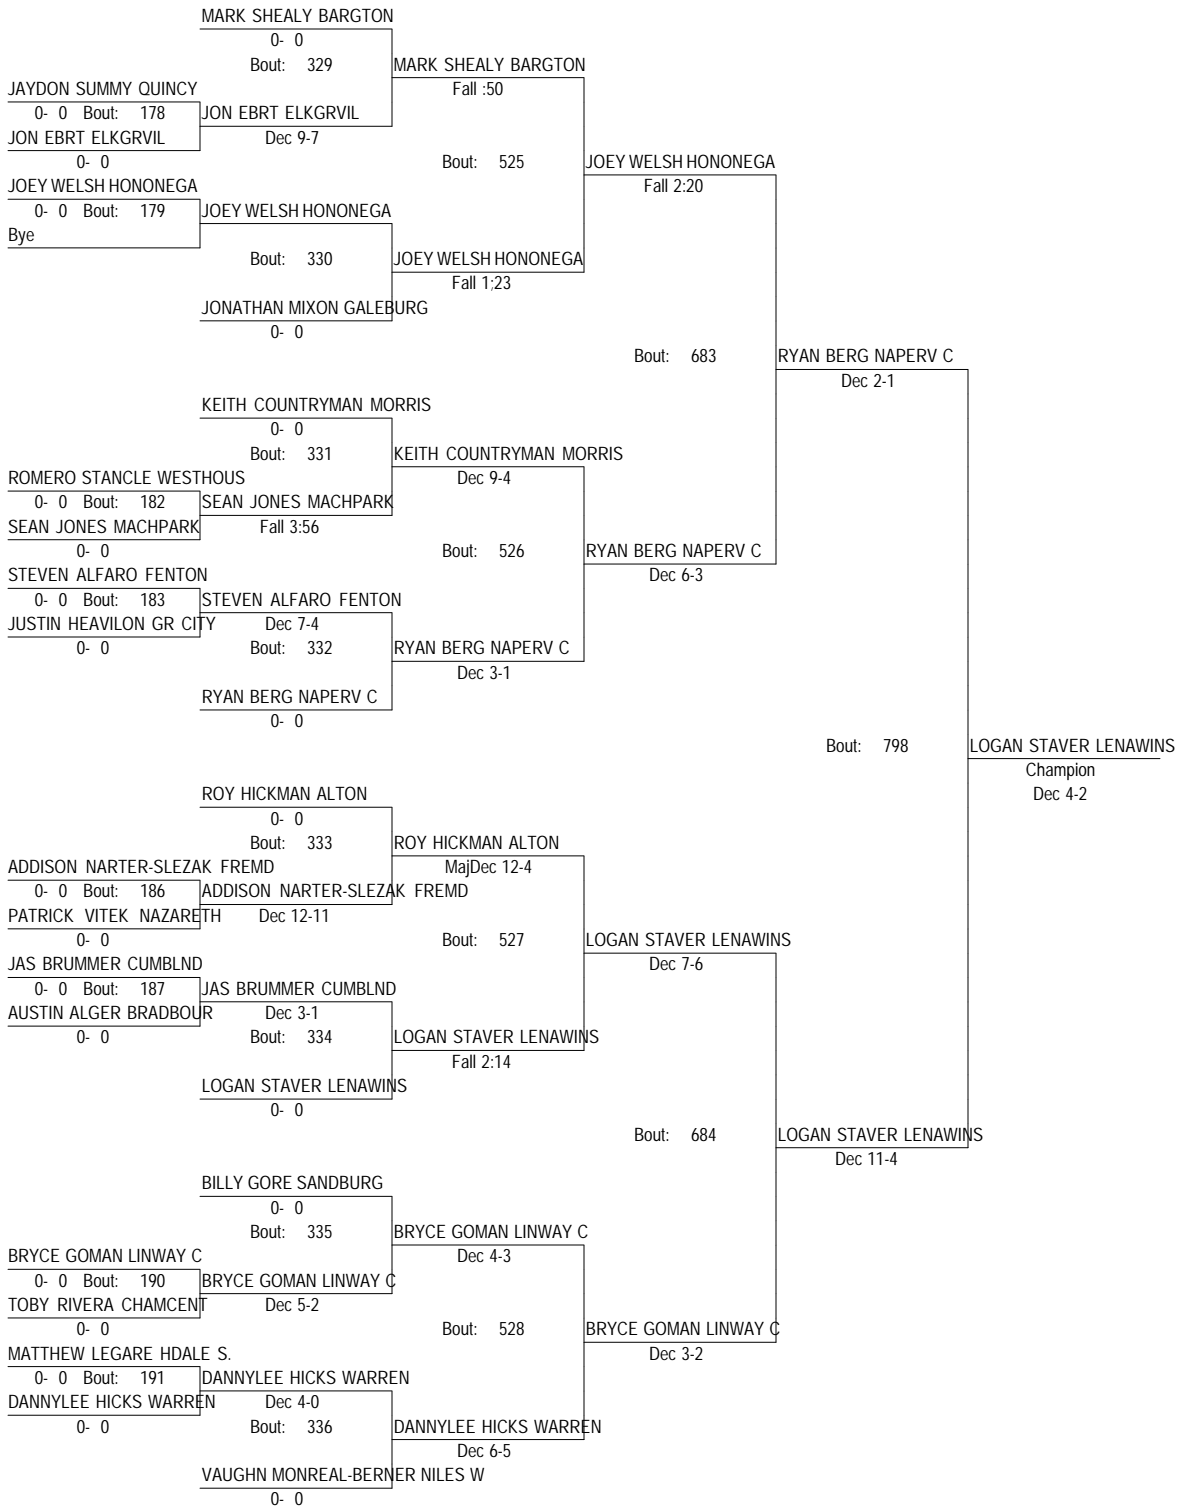 MARK SHEALY BARGTON
0- 0
Bout: 329
MARK SHEALY BARGTON
Fall :50
JAYDON SUMMY QUINCY
0- 0 Bout: 178
JON EBRT ELKGRVIL
Dec 9-7
JON EBRT ELKGRVIL
0- 0
Bout: 525
JOEY WELSH HONONEGA
Fall 2:20
JOEY WELSH HONONEGA
0- 0 Bout: 179
JOEY WELSH HONONEGA
Bye
Bout: 330
JOEY WELSH HONONEGA
Fall 1;23
JONATHAN MIXON GALEBURG
0- 0
Bout: 683
RYAN BERG NAPERV C
Dec 2-1
KEITH COUNTRYMAN MORRIS
0- 0
Bout: 331
KEITH COUNTRYMAN MORRIS
Dec 9-4
ROMERO STANCLE WESTHOUS
0- 0 Bout: 182
SEAN JONES MACHPARK
Fall 3:56
SEAN JONES MACHPARK
0- 0
Bout: 526
RYAN BERG NAPERV C
Dec 6-3
STEVEN ALFARO FENTON
0- 0 Bout: 183
STEVEN ALFARO FENTON
Dec 7-4
JUSTIN HEAVILON GR CITY
0- 0
Bout: 332
RYAN BERG NAPERV C
Dec 3-1
RYAN BERG NAPERV C
0- 0
Bout: 798
LOGAN STAVER LENAWINS
Champion
Dec 4-2
ROY HICKMAN ALTON
0- 0
Bout: 333
ROY HICKMAN ALTON
MajDec 12-4
ADDISON NARTER-SLEZAK FREMD
0- 0 Bout: 186
ADDISON NARTER-SLEZAK FREMD
Dec 12-11
PATRICK VITEK NAZARETH
0- 0
Bout: 527
LOGAN STAVER LENAWINS
Dec 7-6
JAS BRUMMER CUMBLND
0- 0 Bout: 187
JAS BRUMMER CUMBLND
Dec 3-1
AUSTIN ALGER BRADBOUR
0- 0
Bout: 334
LOGAN STAVER LENAWINS
Fall 2:14
LOGAN STAVER LENAWINS
0- 0
Bout: 684
LOGAN STAVER LENAWINS
Dec 11-4
BILLY GORE SANDBURG
0- 0
Bout: 335
BRYCE GOMAN LINWAY C
Dec 4-3
BRYCE GOMAN LINWAY C
0- 0 Bout: 190
BRYCE GOMAN LINWAY C
Dec 5-2
TOBY RIVERA CHAMCENT
0- 0
Bout: 528
BRYCE GOMAN LINWAY C
Dec 3-2
MATTHEW LEGARE HDALE S.
0- 0 Bout: 191
DANNYLEE HICKS WARREN
Dec 4-0
DANNYLEE HICKS WARREN
0- 0
Bout: 336
DANNYLEE HICKS WARREN
Dec 6-5
VAUGHN MONREAL-BERNER NILES W
0- 0